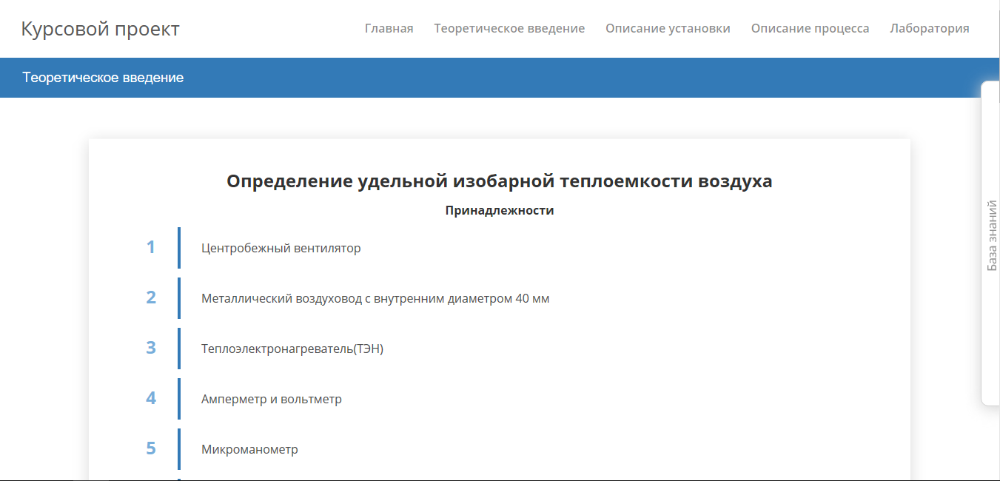 Курсовой проект
Главная Теоретическое введение Описание установки Описание процесса Лаборатория
Теоретическое введение
База знаний
Определение удельной изобарной теплоемкости воздуха
Принадлежности
1 Центробежный вентилятор
2 Металлический воздуховод с внутренним диаметром 40 мм
3 Теплоэлектронагреватель(ТЭН)
4 Амперметр и вольтметр
5 Микроманометр